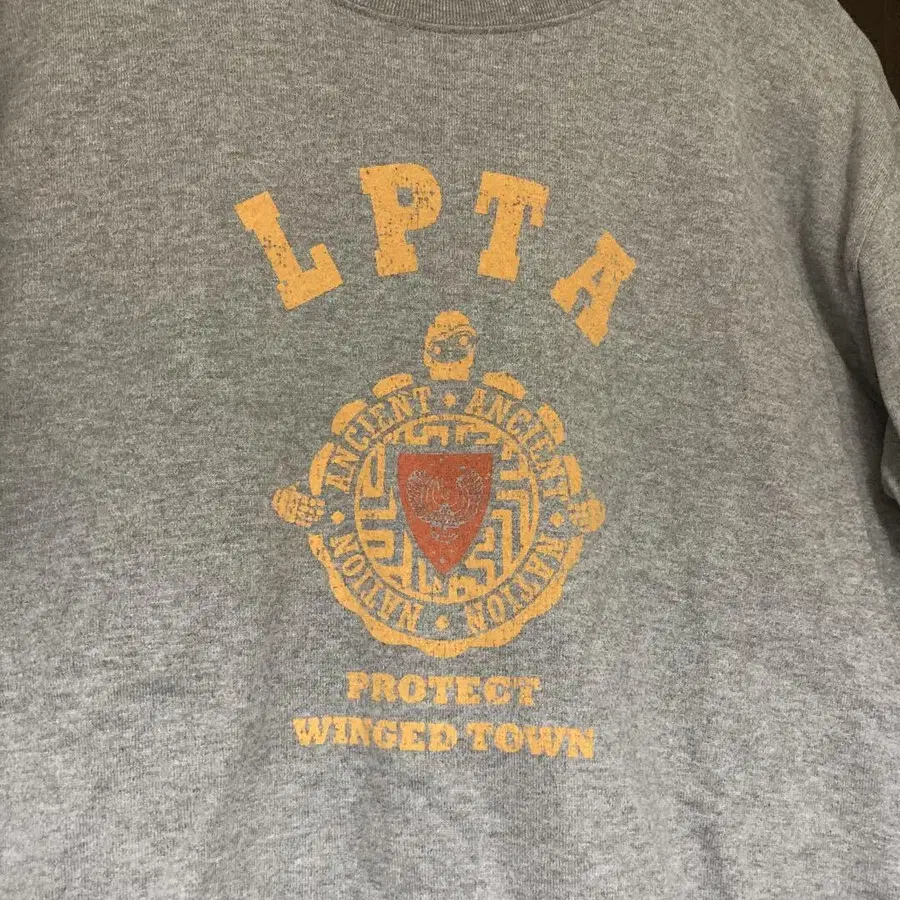 LPTA
ANCIENT · ANCIENT
NATION · NATION
PROTECT
WINGED TOWN